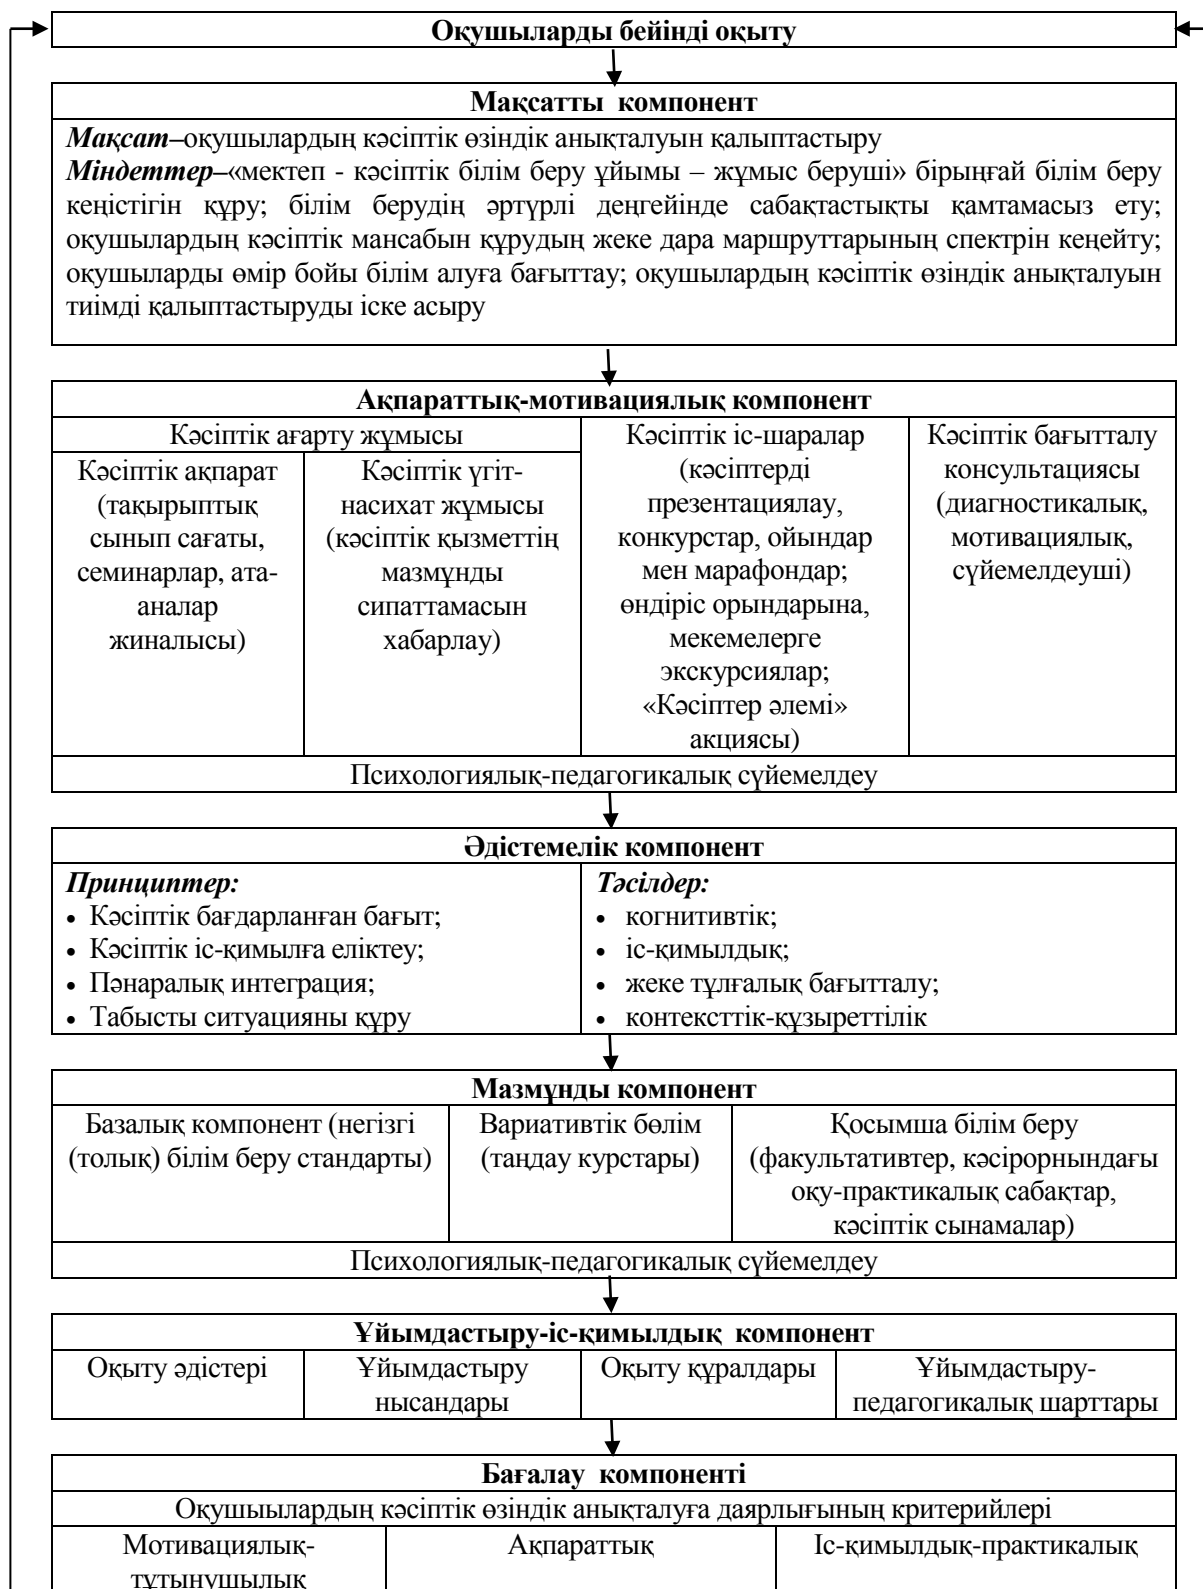 Оқушыларды бейінді оқыту
Мақсатты компонент
Мақсат–оқушылардың кәсіптік өзіндік анықталуын қалыптастыру
Міндеттер–«мектеп - кәсіптік білім беру ұйымы – жұмыс беруші» бірыңғай білім беру
кеңістігін құру; білім берудің әртүрлі деңгейінде сабақтастықты қамтамасыз ету;
оқушылардың кәсіптік мансабын құрудың жеке дара маршруттарының спектрін кеңейту;
оқушыларды өмір бойы білім алуға бағыттау; оқушылардың кәсіптік өзіндік анықталуын
тиімді қалыптастыруды іске асыру
Ақпараттық-мотивациялық компонент
Кәсіптік ағарту жұмысы
Кәсіптік ақпарат
(тақырыптық
сынып сағаты,
семинарлар, ата-
аналар
жиналысы)
Кәсіптік үгіт-
насихат жұмысы
(кәсіптік қызметтің
мазмұнды
сипаттамасын
хабарлау)
Кәсіптік іс-шаралар
(кәсіптерді
презентациялау,
конкурстар, ойындар
мен марафондар;
өндіріс орындарына,
мекемелерге
экскурсиялар;
«Кәсіптер әлемі»
акциясы)
Кәсіптік бағытталу
консультациясы
(диагностикалық,
мотивациялық,
сүйемелдеуші)
Психологиялық-педагогикалық сүйемелдеу
Әдістемелік компонент
Принциптер:
• Кәсіптік бағдарланған бағыт;
• Кәсіптік іс-қимылға еліктеу;
• Пәнаралық интеграция;
• Табысты ситуацияны құру
Тәсілдер:
• когнитивтік;
• іс-қимылдық;
• жеке тұлғалық бағытталу;
• контексттік-құзыреттілік
Мазмұнды компонент
Базалық компонент (негізгі
(толық) білім беру стандарты)
Вариативтік бөлім
(таңдау курстары)
Қосымша білім беру
(факультативтер, кәсірорнындағы
оқу-практикалық сабақтар,
кәсіптік сынамалар)
Психологиялық-педагогикалық сүйемелдеу
Ұйымдастыру-іс-қимылдық компонент
Оқыту әдістері
Ұйымдастыру
нысандары
Оқыту құралдары
Ұйымдастыру-
педагогикалық шарттары
Бағалау компоненті
Оқушыылардың кәсіптік өзіндік анықталуға даярлығының критерийлері
Мотивациялық-
тұтынушылық
Ақпараттық
Іс-қимылдық-практикалық